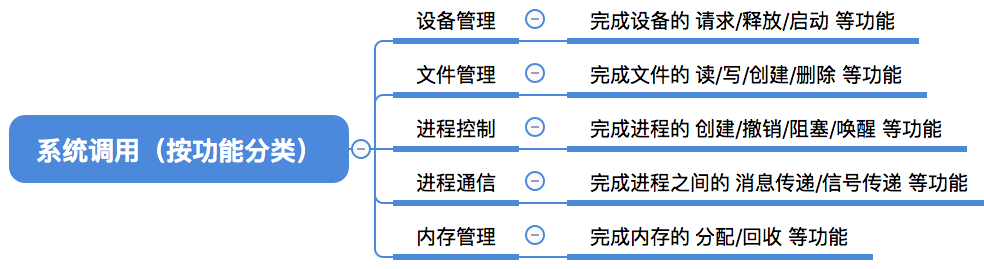 系统调用（按功能分类）
设备管理 完成设备的 请求/释放/启动 等功能
文件管理 完成文件的 读/写/创建/删除 等功能
进程控制 完成进程的 创建/撤销/阻塞/唤醒 等功能
进程通信 完成进程之间的 消息传递/信号传递 等功能
内存管理 完成内存的 分配/回收 等功能